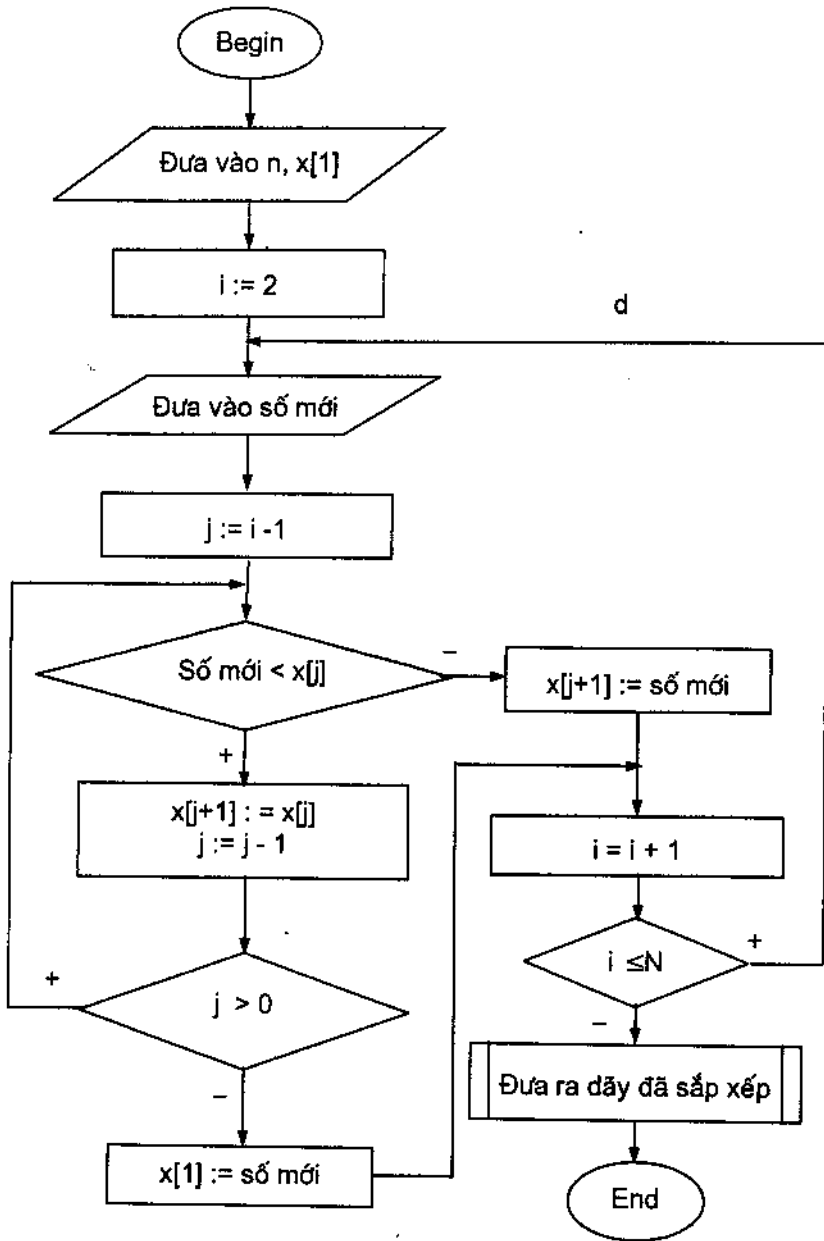 Begin
Đưa vào n, x[1]
i := 2
d
Đưa vào số mới
j := i -1
Số mới < x[j]
–
x[j+1] := số mới
+
x[j+1] : = x[j]
j := j - 1
i = i + 1
+
j > 0
i ≤N
+
–
–
Đưa ra dãy đã sắp xếp
x[1] := số mới
End